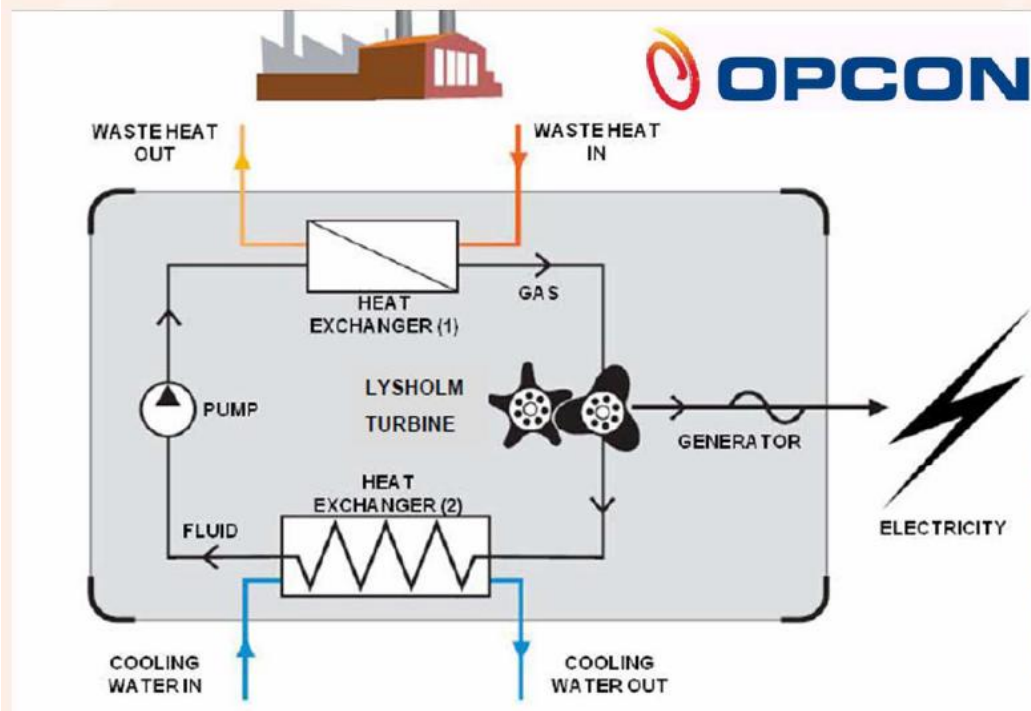 OPCON
WASTE HEAT
OUT
WASTE HEAT
IN
HEAT
EXCHANGER (1)
GAS
LYSHOLM
TURBINE
PUMP
GENERATOR
HEAT
EXCHANGER (2)
FLUID
ELECTRICITY
COOLING
WATER IN
COOLING
WATER OUT